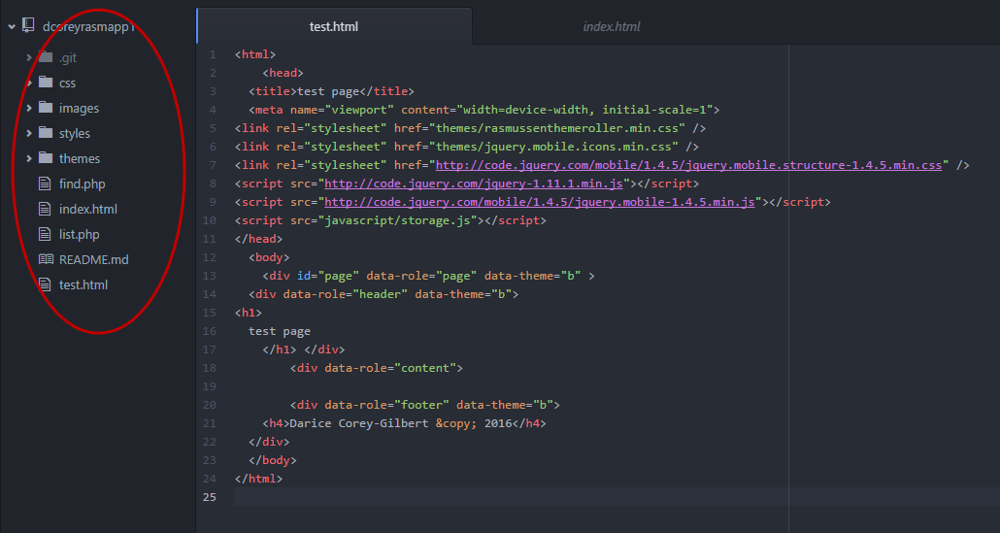 dcoreyrasmapp1
.git
css
images
styles
themes
find.php
index.html
list.php
README.md
test.html
test.html
index.html
1 <html>
2 <head>
3 <title>test page</title>
4 <meta name="viewport" content="width=device-width, initial-scale=1">
5 <link rel="stylesheet" href="themes/rasmussenthemeroller.min.css" />
6 <link rel="stylesheet" href="themes/jquery.mobile.icons.min.css" />
7 <link rel="stylesheet" href="http://code.jquery.com/mobile/1.4.5/jquery.mobile.structure-1.4.5.min.css" />
8 <script src="http://code.jquery.com/jquery-1.11.1.min.js"></script>
9 <script src="http://code.jquery.com/mobile/1.4.5/jquery.mobile-1.4.5.min.js"></script>
10 <script src="javascript/storage.js"></script>
11 </head>
12 <body>
13 <div id="page" data-role="page" data-theme="b" >
14 <div data-role="header" data-theme="b">
15 <h1>
16 test page
17 </h1> </div>
18 <div data-role="content">
19
20 <div data-role="footer" data-theme="b">
21 <h4>Darice Corey-Gilbert &copy; 2016</h4>
22 </div>
23 </body>
24 </html>
25